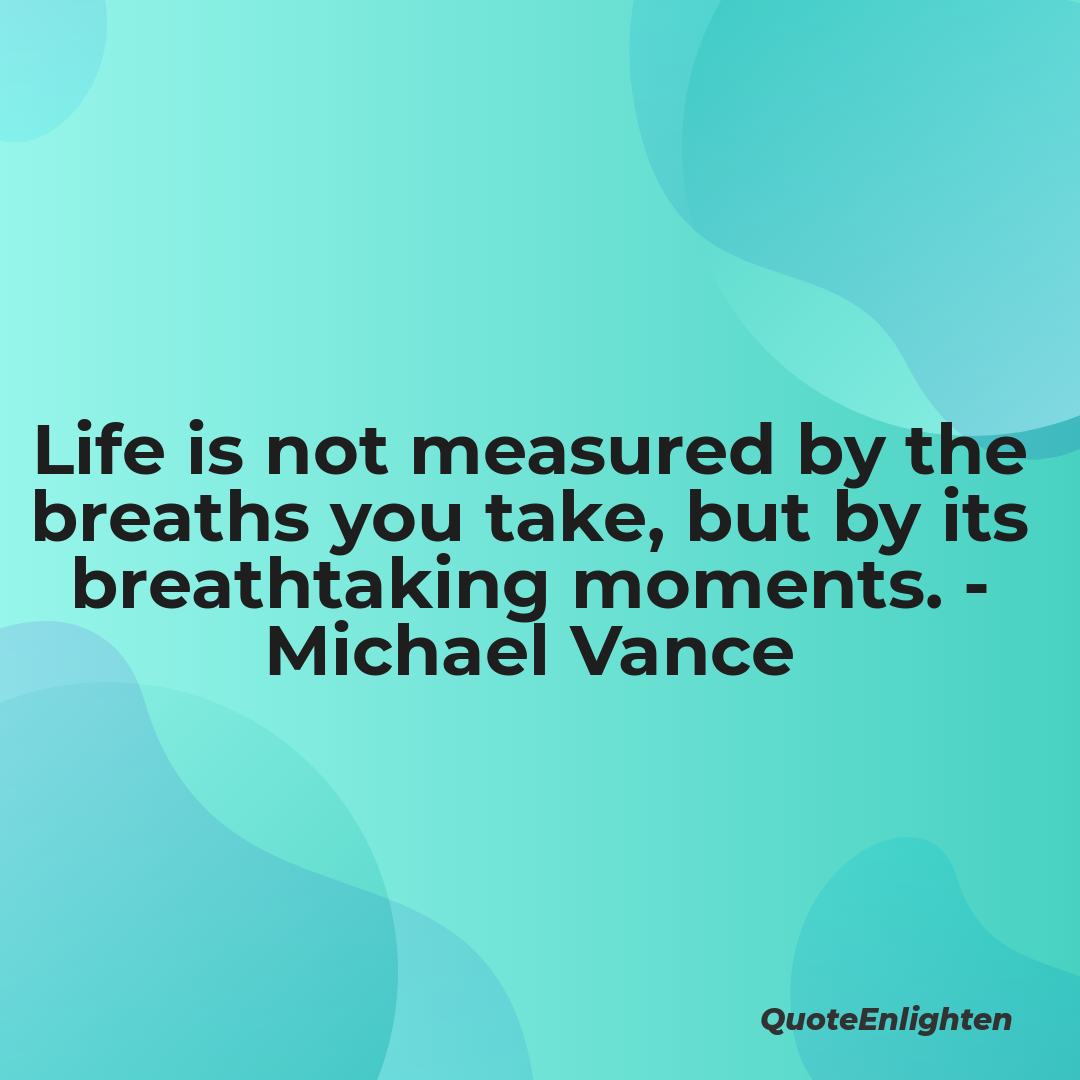 Life is not measured by the
breaths you take, but by its
breathtaking moments. -
Michael Vance
QuoteEnlighten